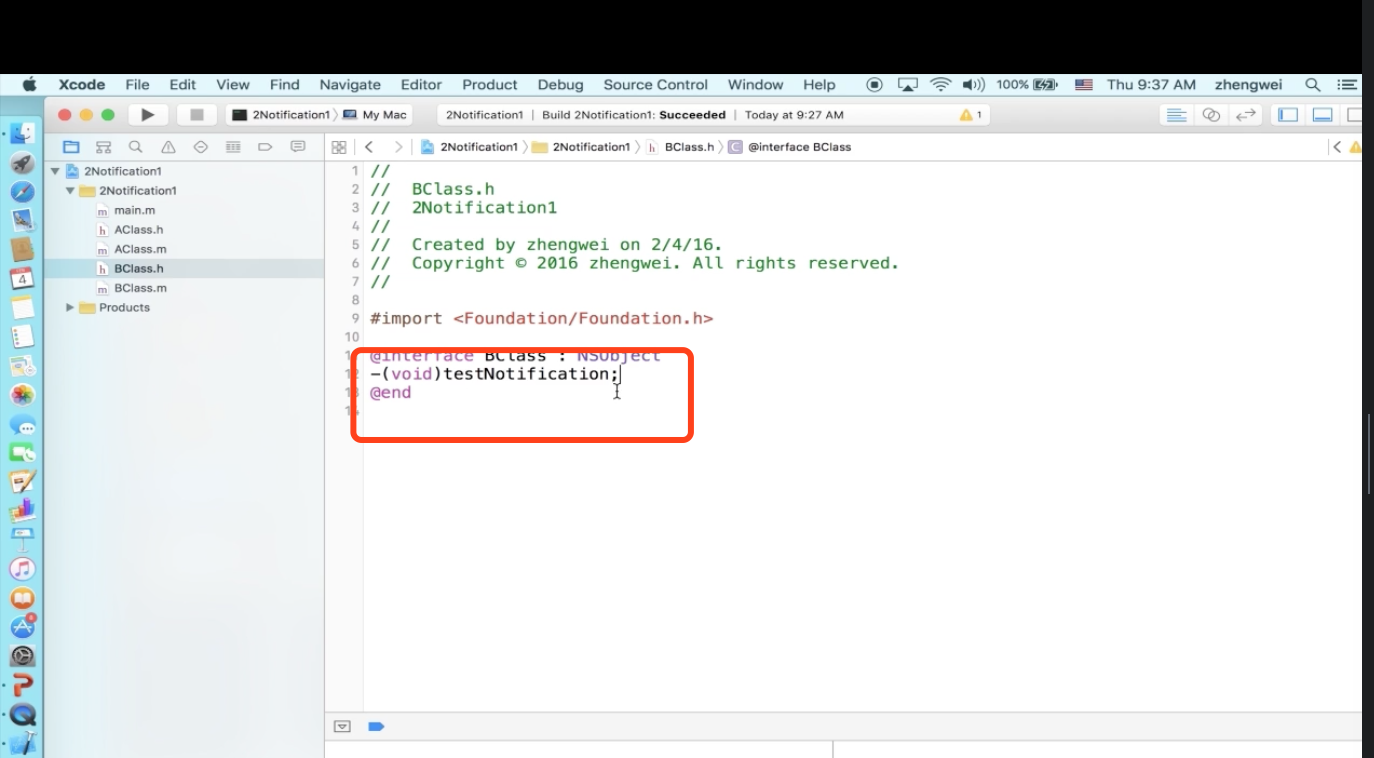 Xcode File Edit View Find Navigate Editor Product Debug Source Control Window Help 100% Thu 9:37 AM zhengwei
2Notification1 My Mac 2Notification1 | Build 2Notification1: Succeeded | Today at 9:27 AM 1
2Notification1 2Notification1 h BClass.h C @interface BClass
2Notification1
2Notification1
m main.m
h AClass.h
m AClass.m
h BClass.h
m BClass.m
Products
1 //
2 // BClass.h
3 // 2Notification1
4 //
5 // Created by zhengwei on 2/4/16.
6 // Copyright © 2016 zhengwei. All rights reserved.
7 //
8
9 #import <Foundation/Foundation.h>
10
11 @interface BClass : NSObject
12 -(void)testNotification;
13 @end
14
4
8